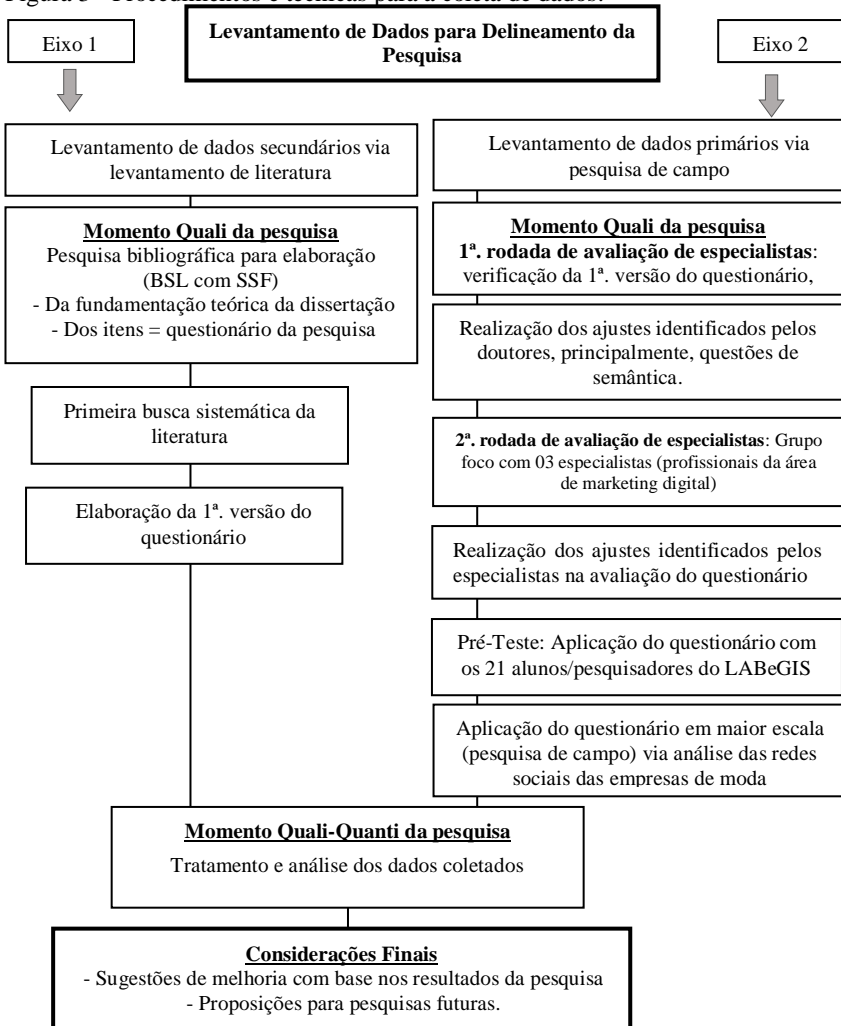 Figura 3 - Procedimentos e técnicas para a coleta de dados.
Levantamento de Dados para Delineamento da
Pesquisa
Eixo 1
Levantamento de dados secundários via
levantamento de literatura
Momento Quali da pesquisa
Pesquisa bibliográfica para elaboração
(BSL com SSF)
- Da fundamentação teórica da dissertação
- Dos itens = questionário da pesquisa
Primeira busca sistemática da
literatura
Elaboração da 1ª. versão do
questionário
Eixo 2
Levantamento de dados primários via
pesquisa de campo
Momento Quali da pesquisa
1ª. rodada de avaliação de especialistas:
verificação da 1ª. versão do questionário,
Realização dos ajustes identificados pelos
doutores, principalmente, questões de
semântica.
2ª. rodada de avaliação de especialistas: Grupo
foco com 03 especialistas (profissionais da área
de marketing digital)
Realização dos ajustes identificados pelos
especialistas na avaliação do questionário
Pré-Teste: Aplicação do questionário com
os 21 alunos/pesquisadores do LABeGIS
Aplicação do questionário em maior escala
(pesquisa de campo) via análise das redes
sociais das empresas de moda
Momento Quali-Quanti da pesquisa
Tratamento e análise dos dados coletados
Considerações Finais
- Sugestões de melhoria com base nos resultados da pesquisa
- Proposições para pesquisas futuras.